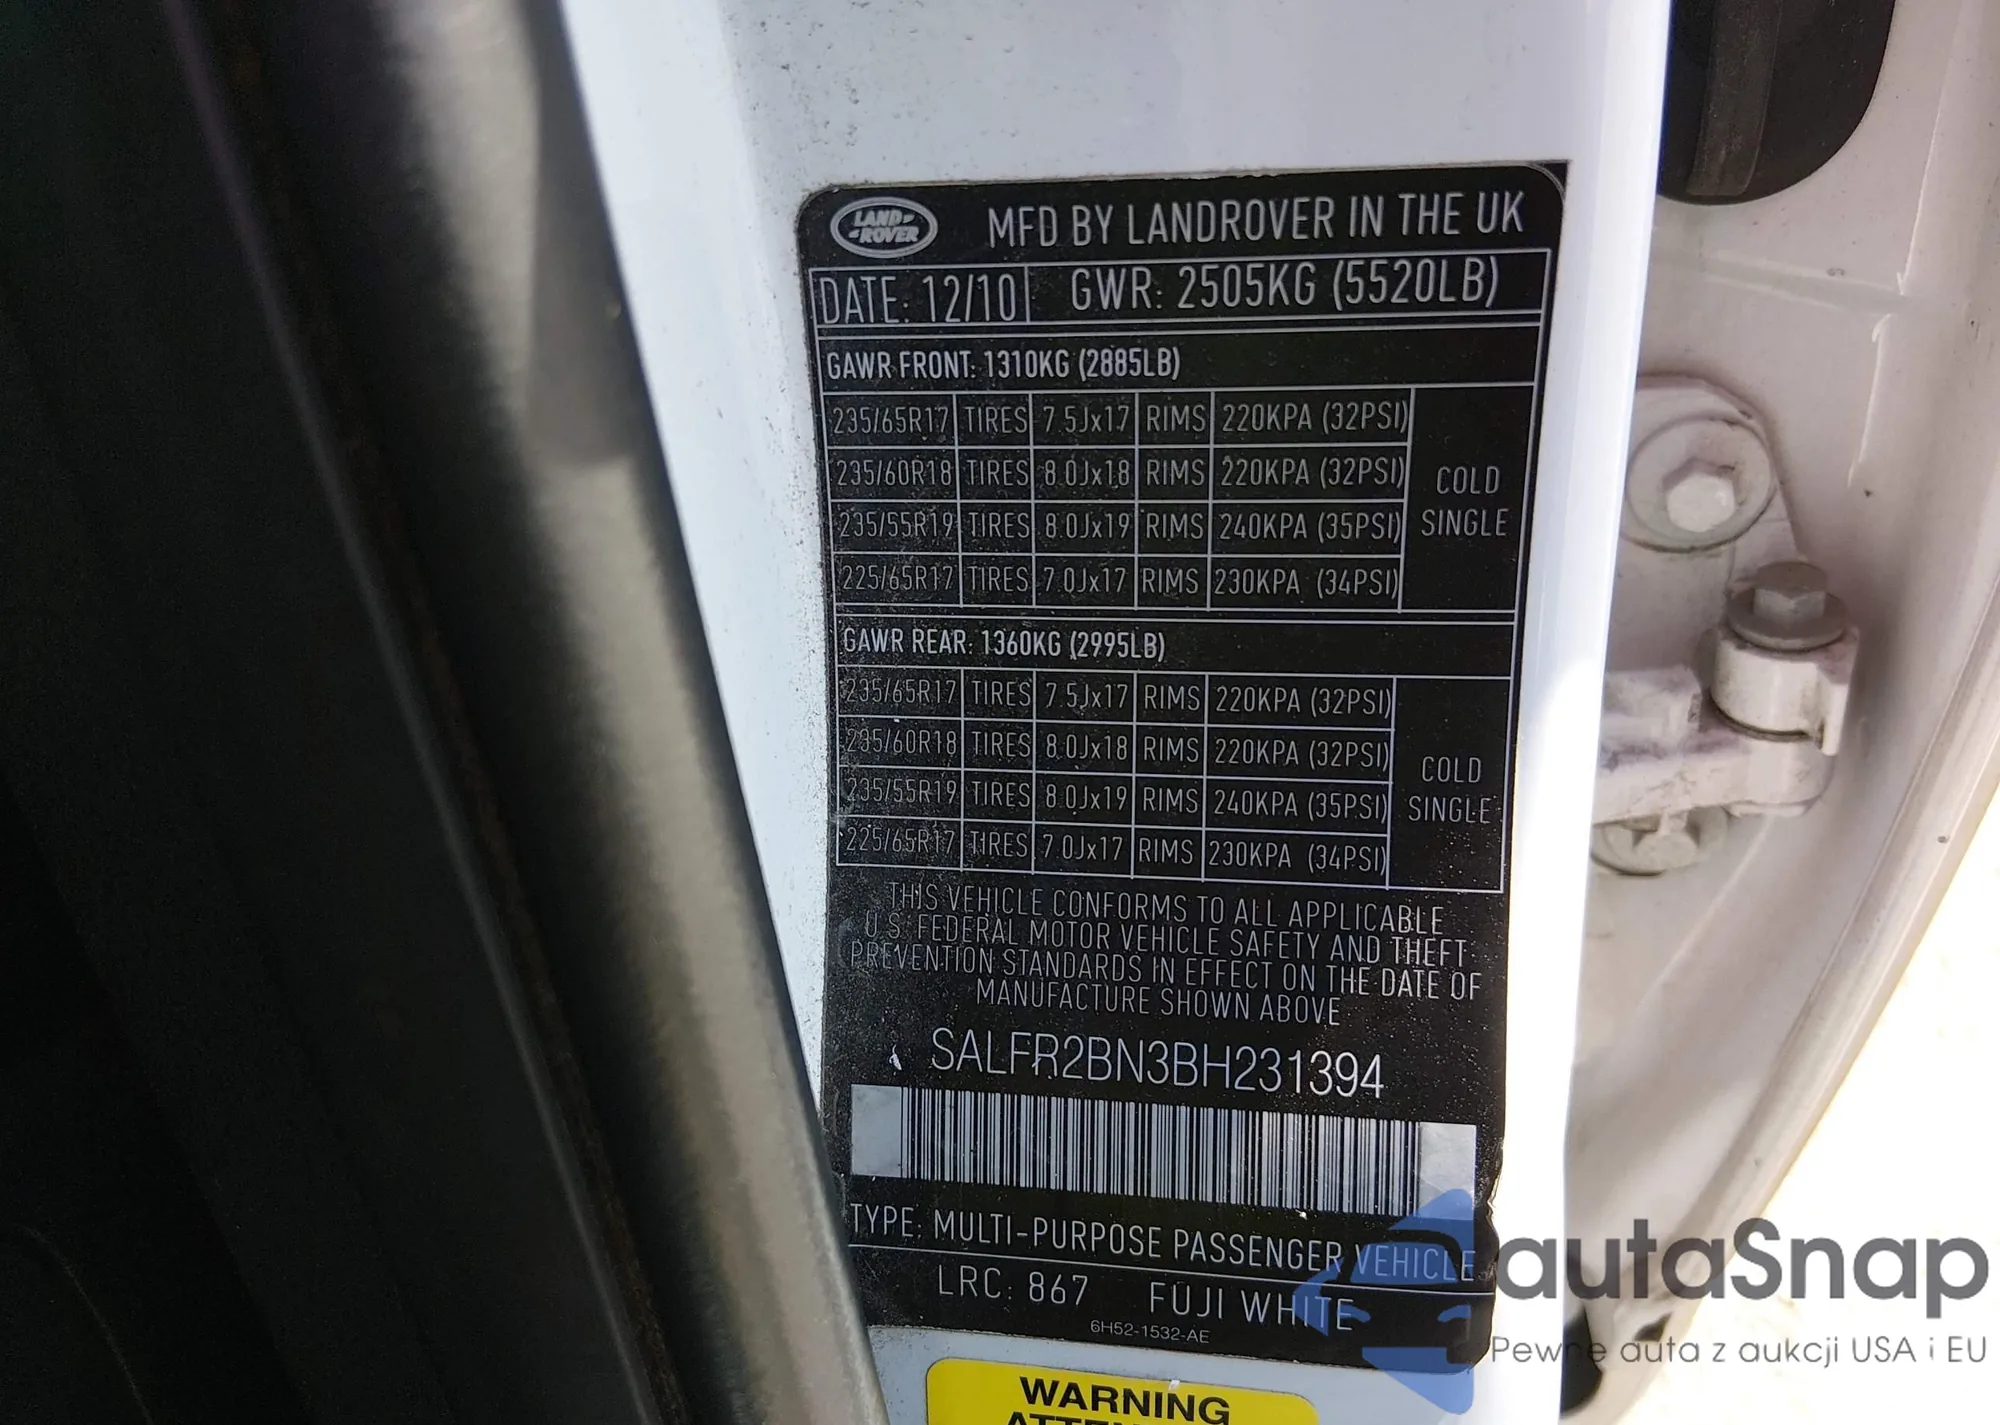 LAND ROVER
MFD BY LANDROVER IN THE UK
DATE: 12/10 GWR: 2505KG (5520LB)
GAWR FRONT: 1310KG (2885LB)
235/65R17 TIRES 7.5Jx17 RIMS 220KPA (32PSI)
235/60R18 TIRES 8.0Jx18 RIMS 220KPA (32PSI)
235/55R19 TIRES 8.0Jx19 RIMS 240KPA (35PSI)
225/65R17 TIRES 7.0Jx17 RIMS 230KPA (34PSI)
COLD
SINGLE
GAWR REAR: 1360KG (2995LB)
235/65R17 TIRES 7.5Jx17 RIMS 220KPA (32PSI)
235/60R18 TIRES 8.0Jx18 RIMS 220KPA (32PSI)
235/55R19 TIRES 8.0Jx19 RIMS 240KPA (35PSI)
225/65R17 TIRES 7.0Jx17 RIMS 230KPA (34PSI)
COLD
SINGLE
THIS VEHICLE CONFORMS TO ALL APPLICABLE
U.S. FEDERAL MOTOR VEHICLE SAFETY AND THEFT
PREVENTION STANDARDS IN EFFECT ON THE DATE OF
MANUFACTURE SHOWN ABOVE
SALFR2BN3BH231394
TYPE: MULTI-PURPOSE PASSENGER VEHICLE
LRC: 867 FUJI WHITE
6H52-1532-AE
WARNING
autaSnap
Pewne auta z aukcji USA i EU